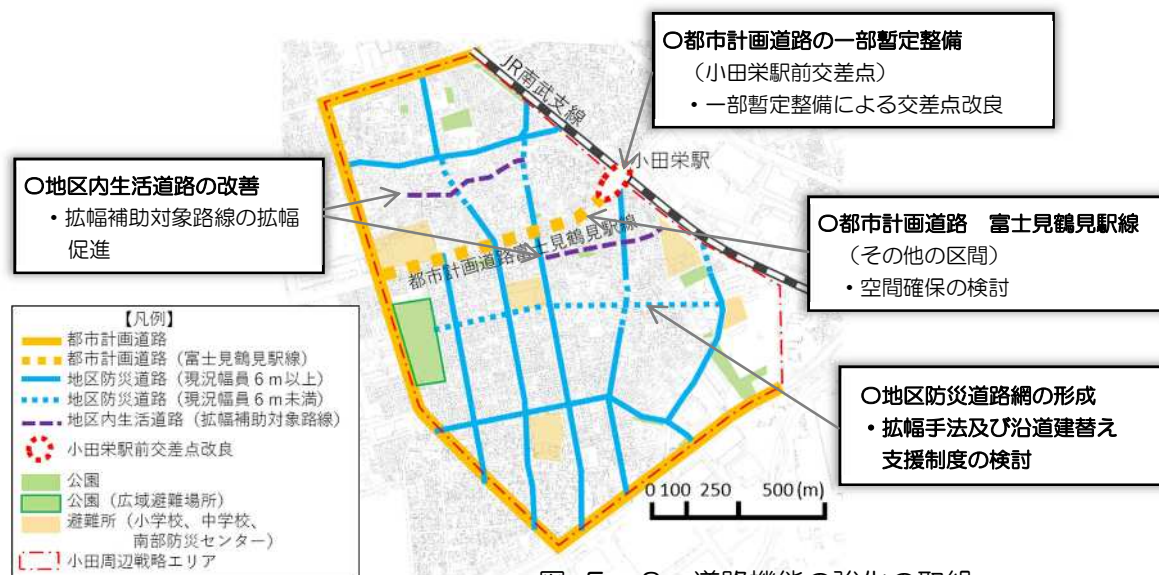 〇都市計画道路の一部暫定整備
（小田栄駅前交差点）
・一部暫定整備による交差点改良
JR南武支線
小田栄駅
〇地区内生活道路の改善
・拡幅補助対象路線の拡幅
促進
〇都市計画道路　富士見鶴見駅線
（その他の区間）
・空間確保の検討
都市計画道路富士見鶴見駅線
【凡例】
都市計画道路
都市計画道路（富士見鶴見駅線）
地区防災道路（現況幅員６ｍ以上）
地区防災道路（現況幅員６ｍ未満）
地区内生活道路（拡幅補助対象路線）
小田栄駅前交差点改良
公園
公園（広域避難場所）
避難所（小学校、中学校、
南部防災センター）
小田周辺戦略エリア
〇地区防災道路網の形成
・拡幅手法及び沿道建替え
支援制度の検討
0 100 250 500 (m)